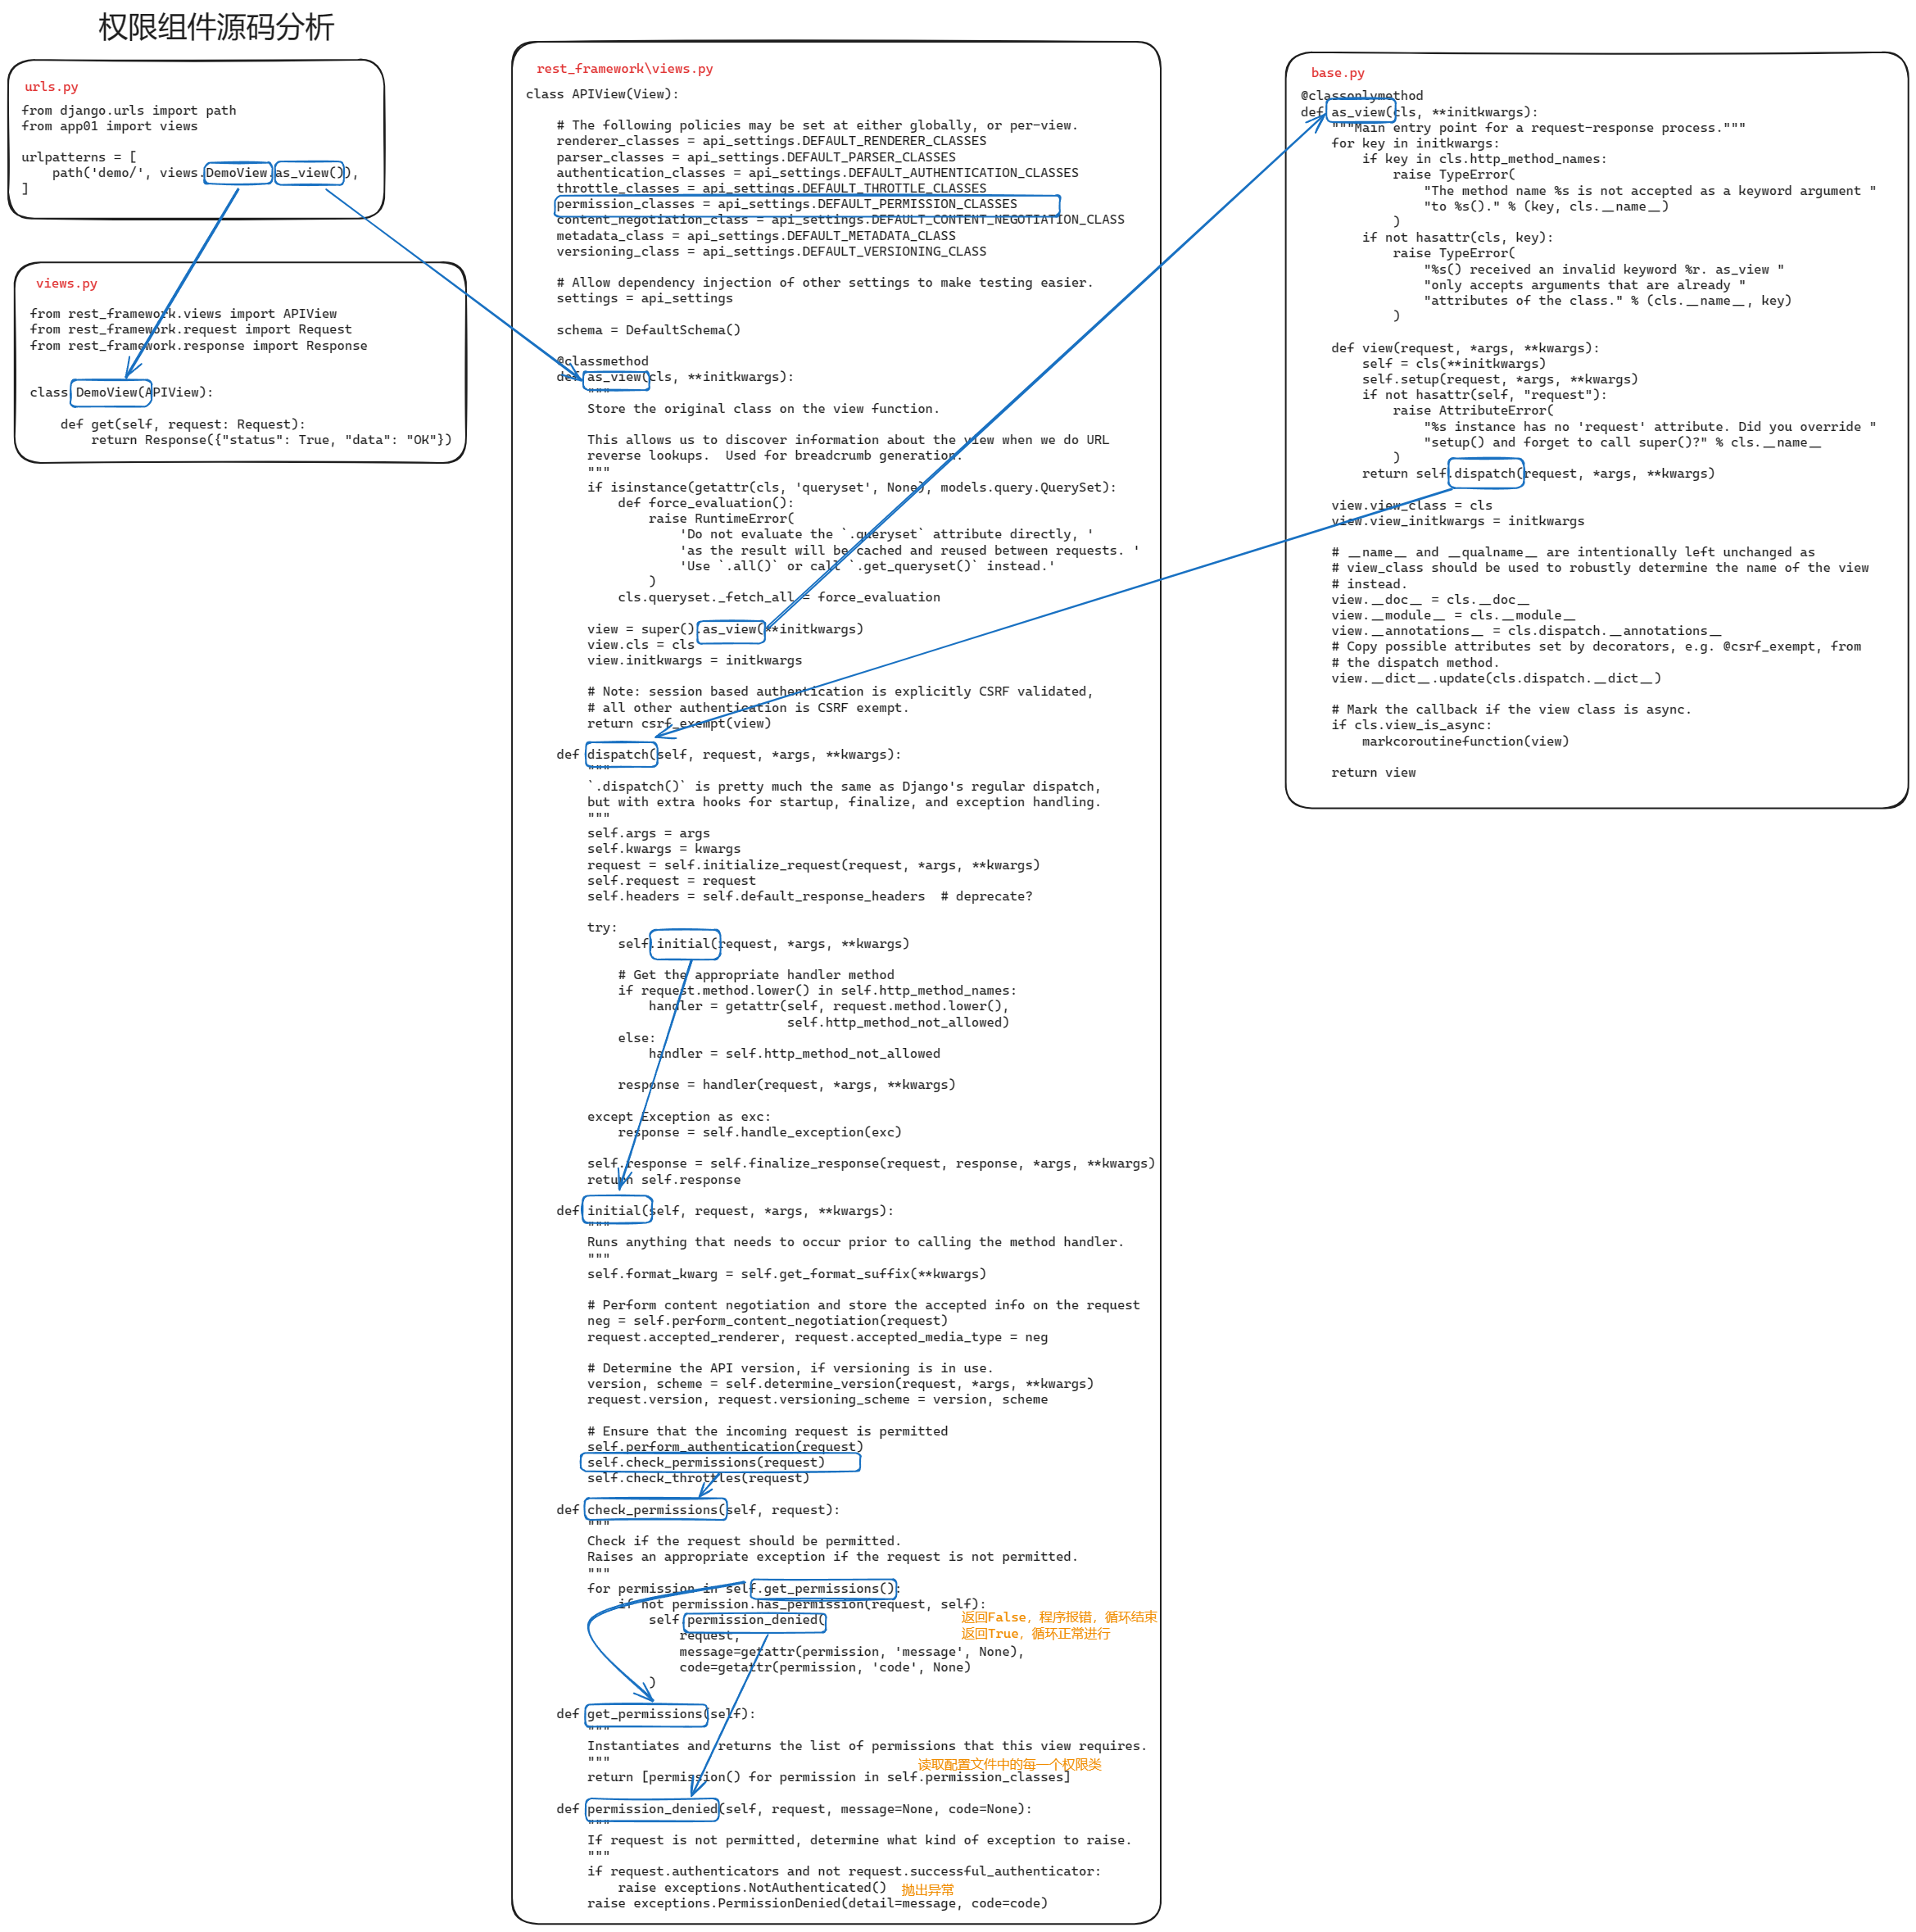 权限组件源码分析
urls.py
from django.urls import path
from app01 import views
urlpatterns = [
    path('demo/', views.DemoView.as_view()),
]
views.py
from rest_framework.views import APIView
from rest_framework.request import Request
from rest_framework.response import Response
class DemoView(APIView):
    def get(self, request: Request):
        return Response({"status": True, "data": "OK"})
rest_framework\views.py
class APIView(View):
    # The following policies may be set at either globally, or per-view.
    renderer_classes = api_settings.DEFAULT_RENDERER_CLASSES
    parser_classes = api_settings.DEFAULT_PARSER_CLASSES
    authentication_classes = api_settings.DEFAULT_AUTHENTICATION_CLASSES
    throttle_classes = api_settings.DEFAULT_THROTTLE_CLASSES
    permission_classes = api_settings.DEFAULT_PERMISSION_CLASSES
    content_negotiation_class = api_settings.DEFAULT_CONTENT_NEGOTIATION_CLASS
    metadata_class = api_settings.DEFAULT_METADATA_CLASS
    versioning_class = api_settings.DEFAULT_VERSIONING_CLASS
    # Allow dependency injection of other settings to make testing easier.
    settings = api_settings
    schema = DefaultSchema()
    @classmethod
    def as_view(cls, **initkwargs):
        """
        Store the original class on the view function.
        This allows us to discover information about the view when we do URL
        reverse lookups.  Used for breadcrumb generation.
        """
        if isinstance(getattr(cls, 'queryset', None), models.query.QuerySet):
            def force_evaluation():
                raise RuntimeError(
                    'Do not evaluate the `.queryset` attribute directly, '
                    'as the result will be cached and reused between requests. '
                    'Use `.all()` or call `.get_queryset()` instead.'
                )
            cls.queryset._fetch_all = force_evaluation
        view = super().as_view(**initkwargs)
        view.cls = cls
        view.initkwargs = initkwargs
        # Note: session based authentication is explicitly CSRF validated,
        # all other authentication is CSRF exempt.
        return csrf_exempt(view)
    def dispatch(self, request, *args, **kwargs):
        """
        `.dispatch()` is pretty much the same as Django's regular dispatch,
        but with extra hooks for startup, finalize, and exception handling.
        """
        self.args = args
        self.kwargs = kwargs
        request = self.initialize_request(request, *args, **kwargs)
        self.request = request
        self.headers = self.default_response_headers  # deprecate?
        try:
            self.initial(request, *args, **kwargs)
            # Get the appropriate handler method
            if request.method.lower() in self.http_method_names:
                handler = getattr(self, request.method.lower(),
                                  self.http_method_not_allowed)
            else:
                handler = self.http_method_not_allowed
            response = handler(request, *args, **kwargs)
        except Exception as exc:
            response = self.handle_exception(exc)
        self.response = self.finalize_response(request, response, *args, **kwargs)
        return self.response
    def initial(self, request, *args, **kwargs):
        """
        Runs anything that needs to occur prior to calling the method handler.
        """
        self.format_kwarg = self.get_format_suffix(**kwargs)
        # Perform content negotiation and store the accepted info on the request
        neg = self.perform_content_negotiation(request)
        request.accepted_renderer, request.accepted_media_type = neg
        # Determine the API version, if versioning is in use.
        version, scheme = self.determine_version(request, *args, **kwargs)
        request.version, request.versioning_scheme = version, scheme
        # Ensure that the incoming request is permitted
        self.perform_authentication(request)
        self.check_permissions(request)
        self.check_throttles(request)
    def check_permissions(self, request):
        """
        Check if the request should be permitted.
        Raises an appropriate exception if the request is not permitted.
        """
        for permission in self.get_permissions():
            if not permission.has_permission(request, self):
                self.permission_denied(
                    request,
                    message=getattr(permission, 'message', None),
                    code=getattr(permission, 'code', None)
                )
返回False，程序报错，循环结束
返回True，循环正常进行
    def get_permissions(self):
        """
        Instantiates and returns the list of permissions that this view requires.
        """
读取配置文件中的每一个权限类
        return [permission() for permission in self.permission_classes]
    def permission_denied(self, request, message=None, code=None):
        """
        If request is not permitted, determine what kind of exception to raise.
        """
        if request.authenticators and not request.successful_authenticator:
            raise exceptions.NotAuthenticated() 抛出异常
        raise exceptions.PermissionDenied(detail=message, code=code)
base.py
@classonlymethod
def as_view(cls, **initkwargs):
    """Main entry point for a request-response process."""
    for key in initkwargs:
        if key in cls.http_method_names:
            raise TypeError(
                "The method name %s is not accepted as a keyword argument "
                "to %s()." % (key, cls.__name__)
            )
        if not hasattr(cls, key):
            raise TypeError(
                "%s() received an invalid keyword %r. as_view "
                "only accepts arguments that are already "
                "attributes of the class." % (cls.__name__, key)
            )
    def view(request, *args, **kwargs):
        self = cls(**initkwargs)
        self.setup(request, *args, **kwargs)
        if not hasattr(self, "request"):
            raise AttributeError(
                "%s instance has no 'request' attribute. Did you override "
                "setup() and forget to call super()?" % cls.__name__
            )
        return self.dispatch(request, *args, **kwargs)
    view.view_class = cls
    view.view_initkwargs = initkwargs
    # __name__ and __qualname__ are intentionally left unchanged as
    # view_class should be used to robustly determine the name of the view
    # instead.
    view.__doc__ = cls.__doc__
    view.__module__ = cls.__module__
    view.__annotations__ = cls.dispatch.__annotations__
    # Copy possible attributes set by decorators, e.g. @csrf_exempt, from
    # the dispatch method.
    view.__dict__.update(cls.dispatch.__dict__)
    # Mark the callback if the view class is async.
    if cls.view_is_async:
        markcoroutinefunction(view)
    return view